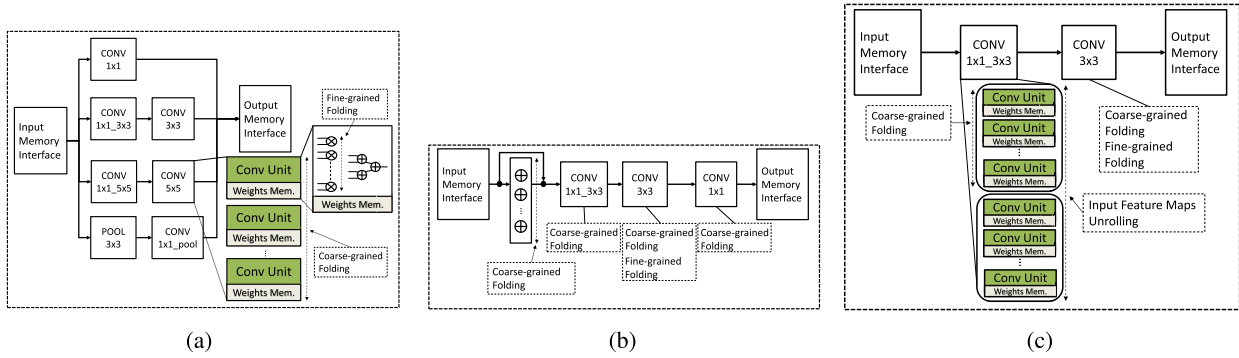 Input
Memory
Interface
CONV
1x1
CONV
1x1_3x3
CONV
3x3
CONV
1x1_5x5
CONV
5x5
POOL
3x3
CONV
1x1_pool
Output
Memory
Interface
Conv Unit
Weights Mem.
Conv Unit
Weights Mem.
Conv Unit
Weights Mem.
Fine-grained
Folding
Weights Mem.
Coarse-grained
Folding
(a)
Input
Memory
Interface
CONV
1x1_3x3
CONV
3x3
CONV
1x1
Output
Memory
Interface
Coarse-grained
Folding
Coarse-grained
Folding
Fine-grained
Folding
Coarse-grained
Folding
Coarse-grained
Folding
(b)
Input
Memory
Interface
CONV
1x1_3x3
CONV
3x3
Output
Memory
Interface
Coarse-grained
Folding
Conv Unit
Weights Mem.
Conv Unit
Weights Mem.
Conv Unit
Weights Mem.
Conv Unit
Weights Mem.
Conv Unit
Weights Mem.
Conv Unit
Weights Mem.
Coarse-grained
Folding
Fine-grained
Folding
Input Feature Maps
Unrolling
(c)